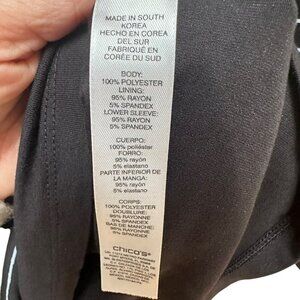 MADE IN SOUTH
KOREA
HECHO EN COREA
DEL SUR
FABRIQUÉ EN
CORÉE DU SUD
BODY:
100% POLYESTER
LINING:
95% RAYON
5% SPANDEX
LOWER SLEEVE:
95% RAYON
5% SPANDEX
CUERPO:
100% poliéster
FORRO:
95% rayón
5% elastano
PARTE INFERIOR DE
LA MANGA:
95% rayón
5% elastano
CORPS:
100% POLYESTER
DOUBLURE:
95% RAYONNE
5% SPANDEX
BAS DE MANCHE:
95% RAYONNE
5% SPANDEX
chico's